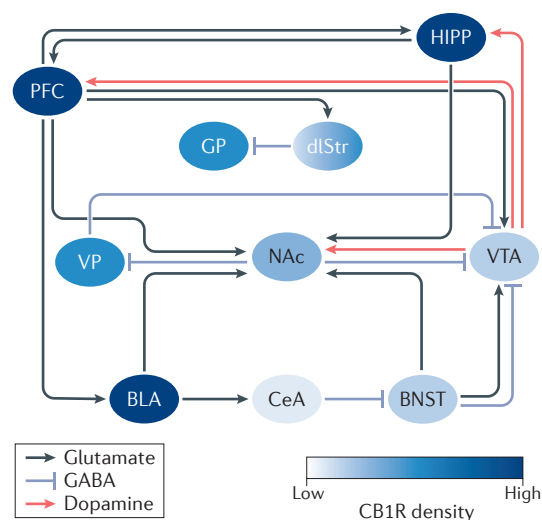 HIPP
PFC
GP
dlStr
VP
NAc
VTA
BLA
CeA
BNST
Glutamate
GABA
Dopamine
Low
High
CB1R density